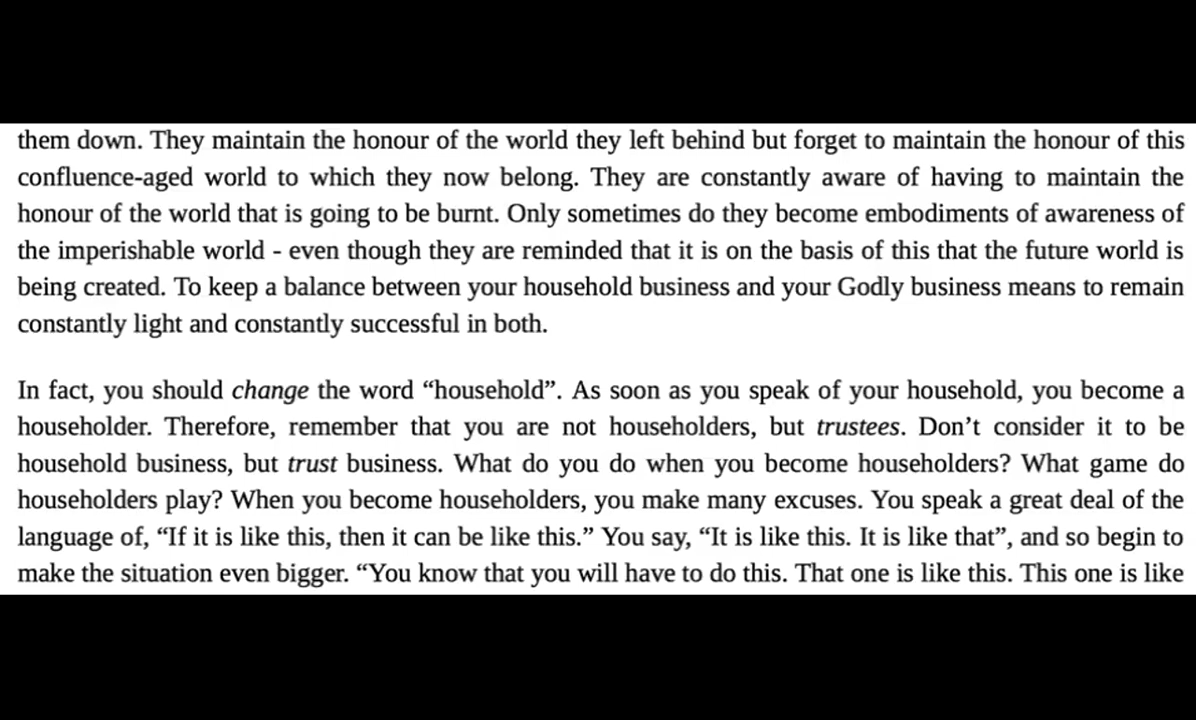 them down. They maintain the honour of the world they left behind but forget to maintain the honour of this
confluence-aged world to which they now belong. They are constantly aware of having to maintain the
honour of the world that is going to be burnt. Only sometimes do they become embodiments of awareness of
the imperishable world - even though they are reminded that it is on the basis of this that the future world is
being created. To keep a balance between your household business and your Godly business means to remain
constantly light and constantly successful in both.
In fact, you should change the word “household”. As soon as you speak of your household, you become a
householder. Therefore, remember that you are not householders, but trustees. Don’t consider it to be
household business, but trust business. What do you do when you become householders? What game do
householders play? When you become householders, you make many excuses. You speak a great deal of the
language of, “If it is like this, then it can be like this.” You say, “It is like this. It is like that”, and so begin to
make the situation even bigger. “You know that you will have to do this. That one is like this. This one is like